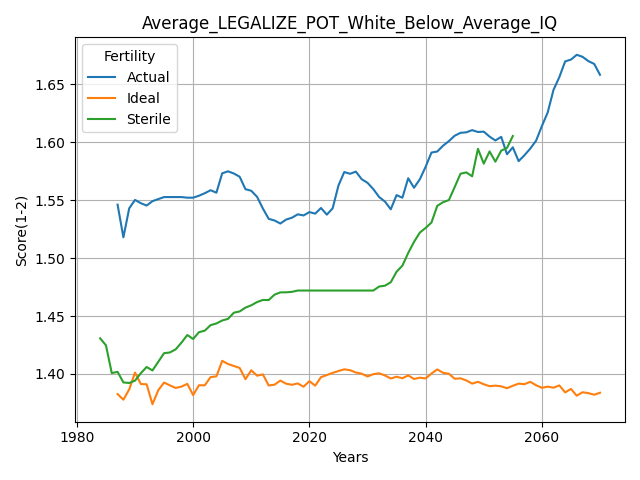 Average_LEGALIZE_POT_White_Below_Average_IQ
Fertility
Actual
Ideal
Sterile
Score(1-2)
1.65
1.60
1.55
1.50
1.45
1.40
1980
2000
2020
2040
2060
Years